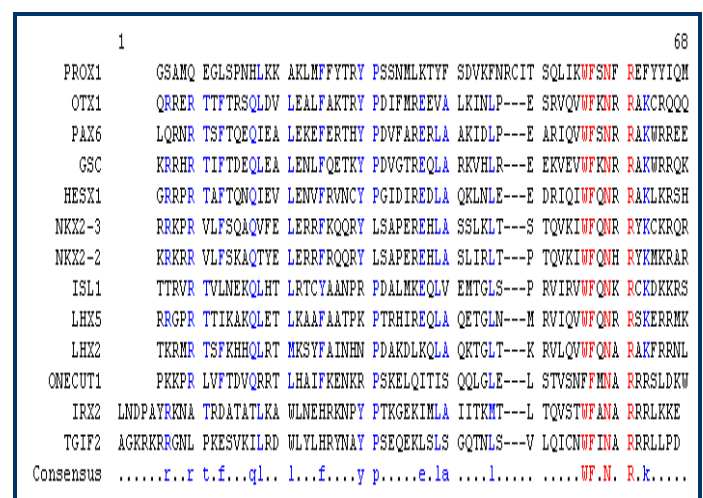 1 68
PROX1 GSAMQ EGLSPNHLKK AKLMFFYTRY PSSNMLKTYF SDVKFNRCIT SQLIKWFSNF REFYYIQM
OTX1 QRRER TTFTRSQLDV LEALFAKTRY PDIFMREEVA LKINLP---E SRVQVWFKNR RAKCRQQQ
PAX6 LQRNR TSFTQEQIEA LEKEFERTHY PDVFARERLA AKIDLP---E ARIQVWFSNR RAKWRREE
GSC KRRHR TIFTDEQLEA LENLFQETKY PDVGTREQLA RKVHLR---E EKVEVWFKNR RAKWRRQK
HESX1 GRRPR TAFTQNQIEV LENVFRVNCY PGIDIREDLA QKLNLE---E DRIQIWFQNR RAKLKRSH
NKX2-3 RRKPR VLFSQAQVFE LERRFKQQRY LSAPEREHLA SSLKLT---S TQVKIWFQNR RYKCKRQR
NKX2-2 KRKRR VLFSKAQTYE LERRFRQQRY LSAPEREHLA SLIRLT---P TQVKIWFQNH RYKMKRAR
ISL1 TTRVR TVLNEKQLHT LRTCYAANPR PDALMKEQLV EMTGLS---P RVIRVWFQNK RCKDKKRS
LHX5 RRGPR TTIKAKQLET LKAAFAATPK PTRHIREQLA QETGLN---M RVIQVWFQNR RSKERRMK
LHX2 TKRMR TSFKHHQLRT MKSYFAINHN PDAKDLKQLA QKTGLT---K RVLQVWFQNA RAKFRRNL
ONECUT1 PKKPR LVFTDVQRRT LHAIFKENKR PSKELQITIS QQLGLE---L STVSNFFMNA RRRSLDKW
IRX2 LNDPAYRKNA TRDATATLKA WLNEHRKNPY PTKGEKIMLA IITKMT---L TQVSTWFANA RRRLKKE
TGIF2 AGKRKRRGNL PKESVKILRD WLYLHRYNAY PSEQEKLSLS GQTNLS---V LQICNWFINA RRRLLPD
Consensus ......r..r t.f...ql.. l...f....y p.....e.la ....l..... .....WF.N. R.k.....